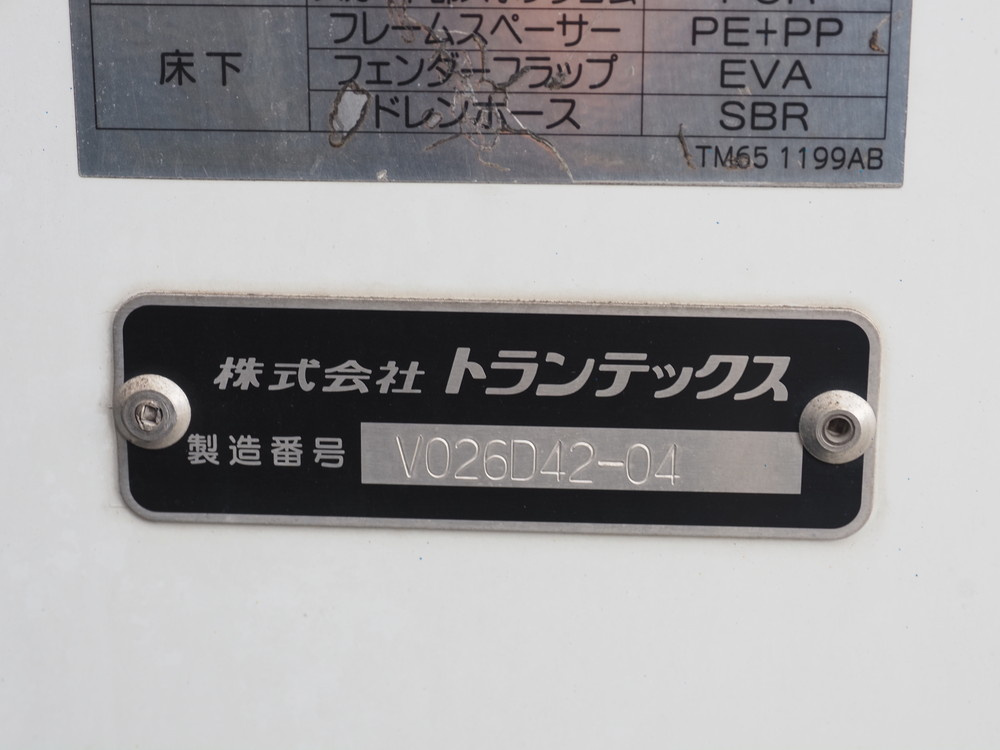 フレームスペーサー PE+PP
床下 フェンダーフラップ EVA
ドレンホース SBR
TM65 1199AB
株式会社 トランテックス
製造番号 V026D42-04